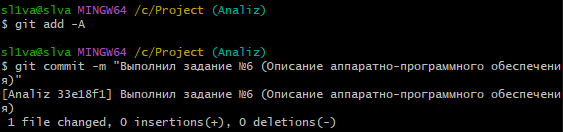 sl1va@slva MINGW64 /c/Project (Analiz)
$ git add -A
sl1va@slva MINGW64 /c/Project (Analiz)
$ git commit -m "Выполнил задание №6 (Описание аппаратно-программного обеспечени
я)"
[Analiz 33e18f1] Выполнил задание №6 (Описание аппаратно-программного обеспечени
я)
1 file changed, 0 insertions(+), 0 deletions(-)